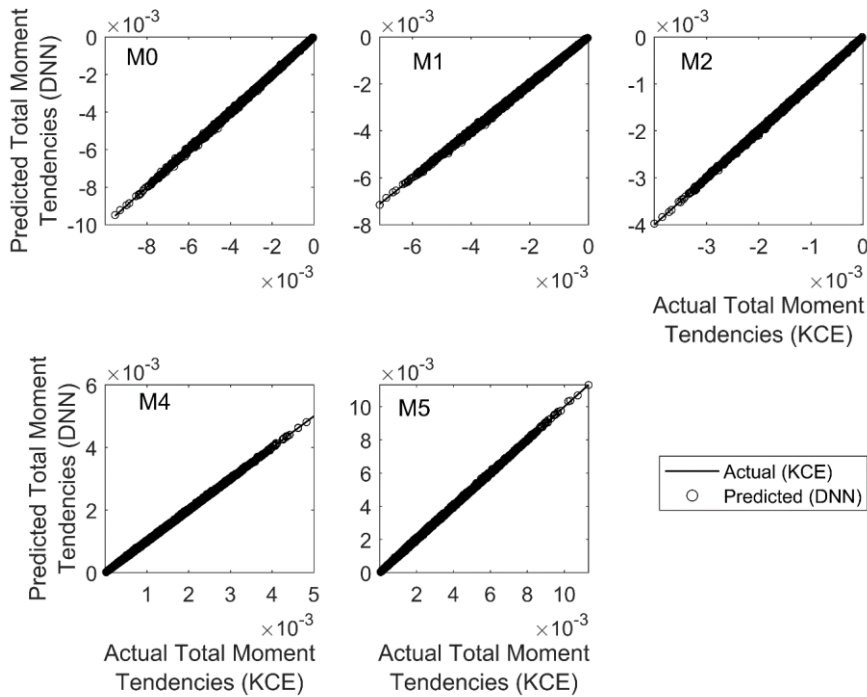 ×10⁻³ ×10⁻³ ×10⁻³
Predicted Total Moment
Tendencies (DNN)
M0
0
-2
-4
-6
-8
-10
-8 -6 -4 -2 0
×10⁻³
M1
0
-2
-4
-6
-8
-6 -4 -2 0
×10⁻³
M2
0
-1
-2
-3
-4
-3 -2 -1 0
×10⁻³
Actual Total Moment
Tendencies (KCE)
×10⁻³ ×10⁻³
Predicted Total Moment
Tendencies (DNN)
M4
6
4
2
0
1 2 3 4 5
×10⁻³
Actual Total Moment
Tendencies (KCE)
M5
10
8
6
4
2
0
2 4 6 8 10
×10⁻³
Actual Total Moment
Tendencies (KCE)
Actual (KCE)
Predicted (DNN)